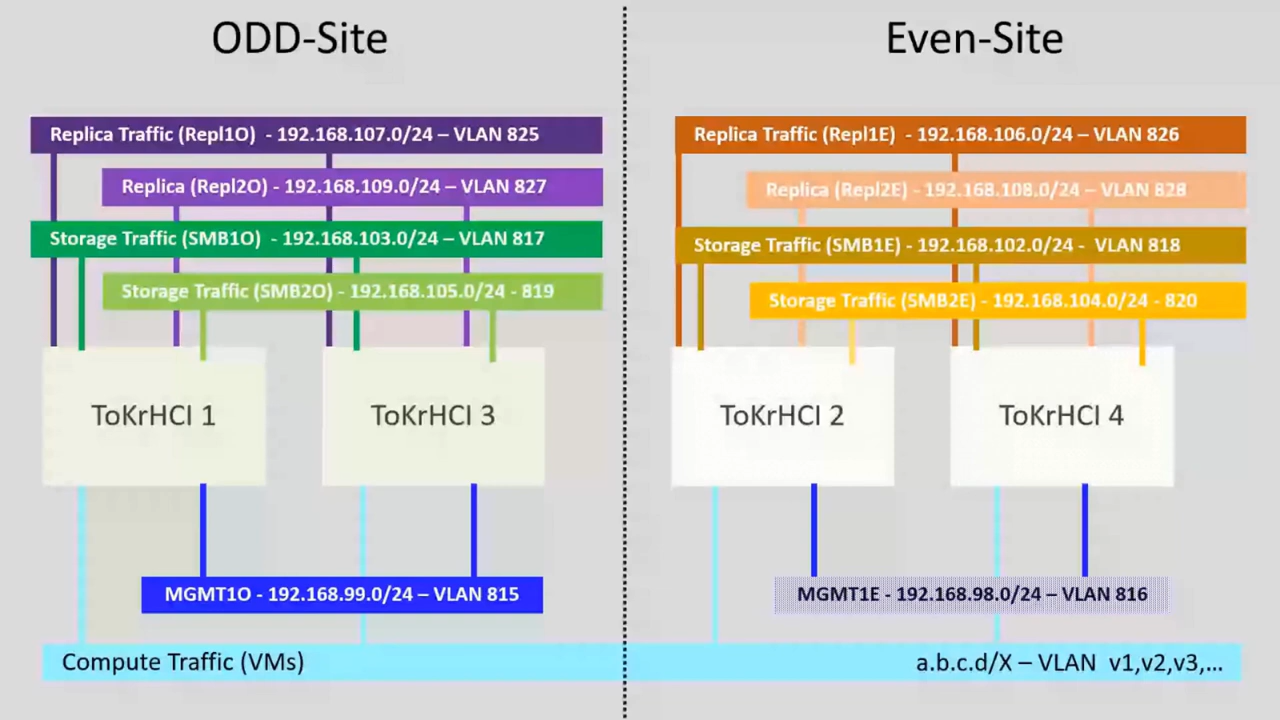 ODD-Site
Even-Site
Replica Traffic (Repl1O)  - 192.168.107.0/24 – VLAN 825
Replica (Repl2O) - 192.168.109.0/24 – VLAN 827
Storage Traffic (SMB1O)  - 192.168.103.0/24 – VLAN 817
Storage Traffic (SMB2O) - 192.168.105.0/24 - 819
Replica Traffic (Repl1E)  - 192.168.106.0/24 – VLAN 826
Replica (Repl2E) - 192.168.108.0/24 – VLAN 828
Storage Traffic (SMB1E) - 192.168.102.0/24 -  VLAN 818
Storage Traffic (SMB2E) - 192.168.104.0/24 - 820
ToKrHCI 1
ToKrHCI 3
ToKrHCI 2
ToKrHCI 4
MGMT1O - 192.168.99.0/24 – VLAN 815
MGMT1E - 192.168.98.0/24 – VLAN 816
Compute Traffic (VMs)
a.b.c.d/X – VLAN  v1,v2,v3,...